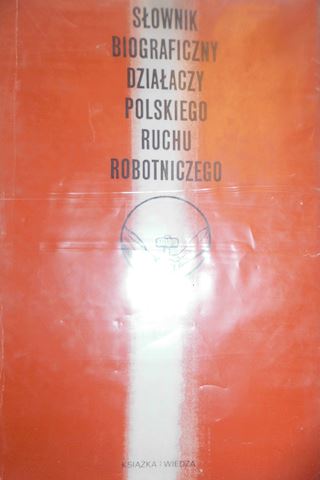 SŁOWNIK
BIOGRAFICZNY
DZIAŁACZY
POLSKIEGO
RUCHU
ROBOTNICZEGO
KSIĄŻKA I WIEDZA